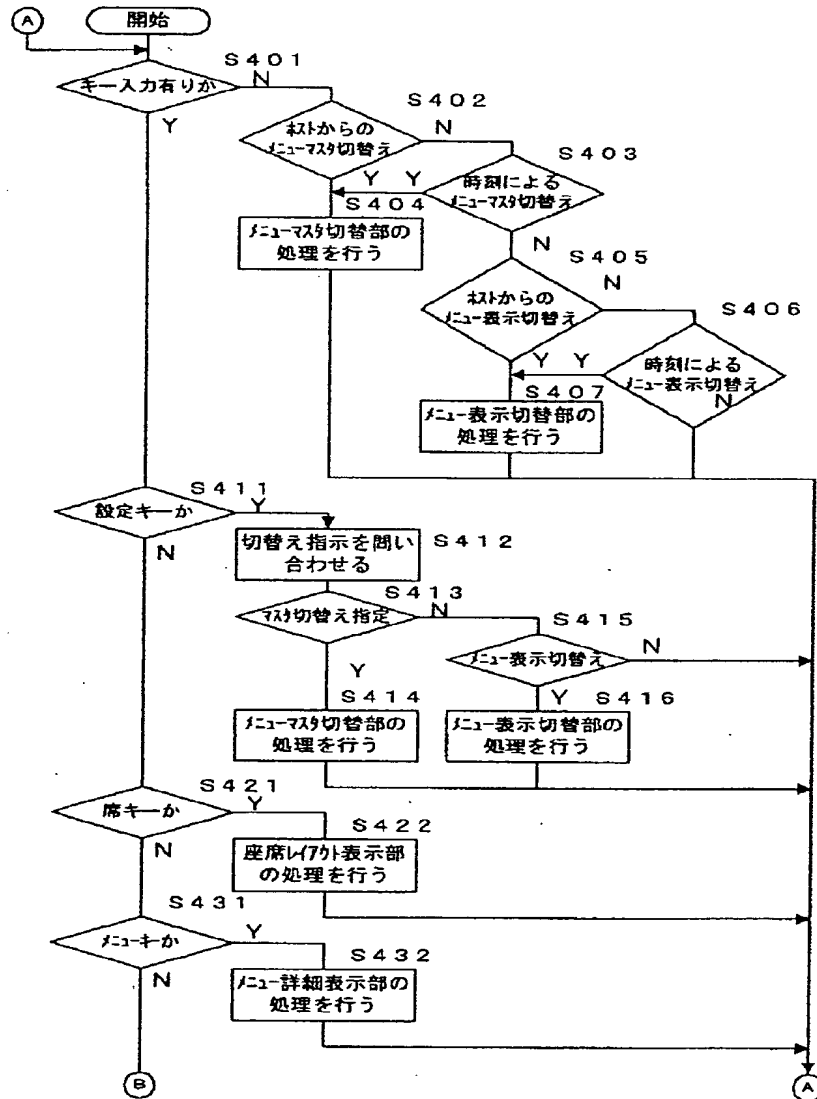 A
開始
S401
キー入力有りか
N
Y
S402
ホストからの
メニューマスタ切替え
N
S403
時刻による
メニューマスタ切替え
Y
Y
S404
メニューマスタ切替部の
処理を行う
N
S405
ホストからの
メニュー表示切替え
N
S406
時刻による
メニュー表示切替え
Y
Y
N
S407
メニュー表示切替部の
処理を行う
S411
設定キーか
Y
N
切替え指示を問い
合わせる
S412
S413
マスタ切替え指定
N
S415
メニュー表示切替え
N
Y
S414
Y
S416
メニューマスタ切替部の
処理を行う
メニュー表示切替部の
処理を行う
S421
席キーか
Y
N
S422
座席レイアウト表示部
の処理を行う
S431
メニューキーか
Y
N
S432
メニュー詳細表示部の
処理を行う
B
A